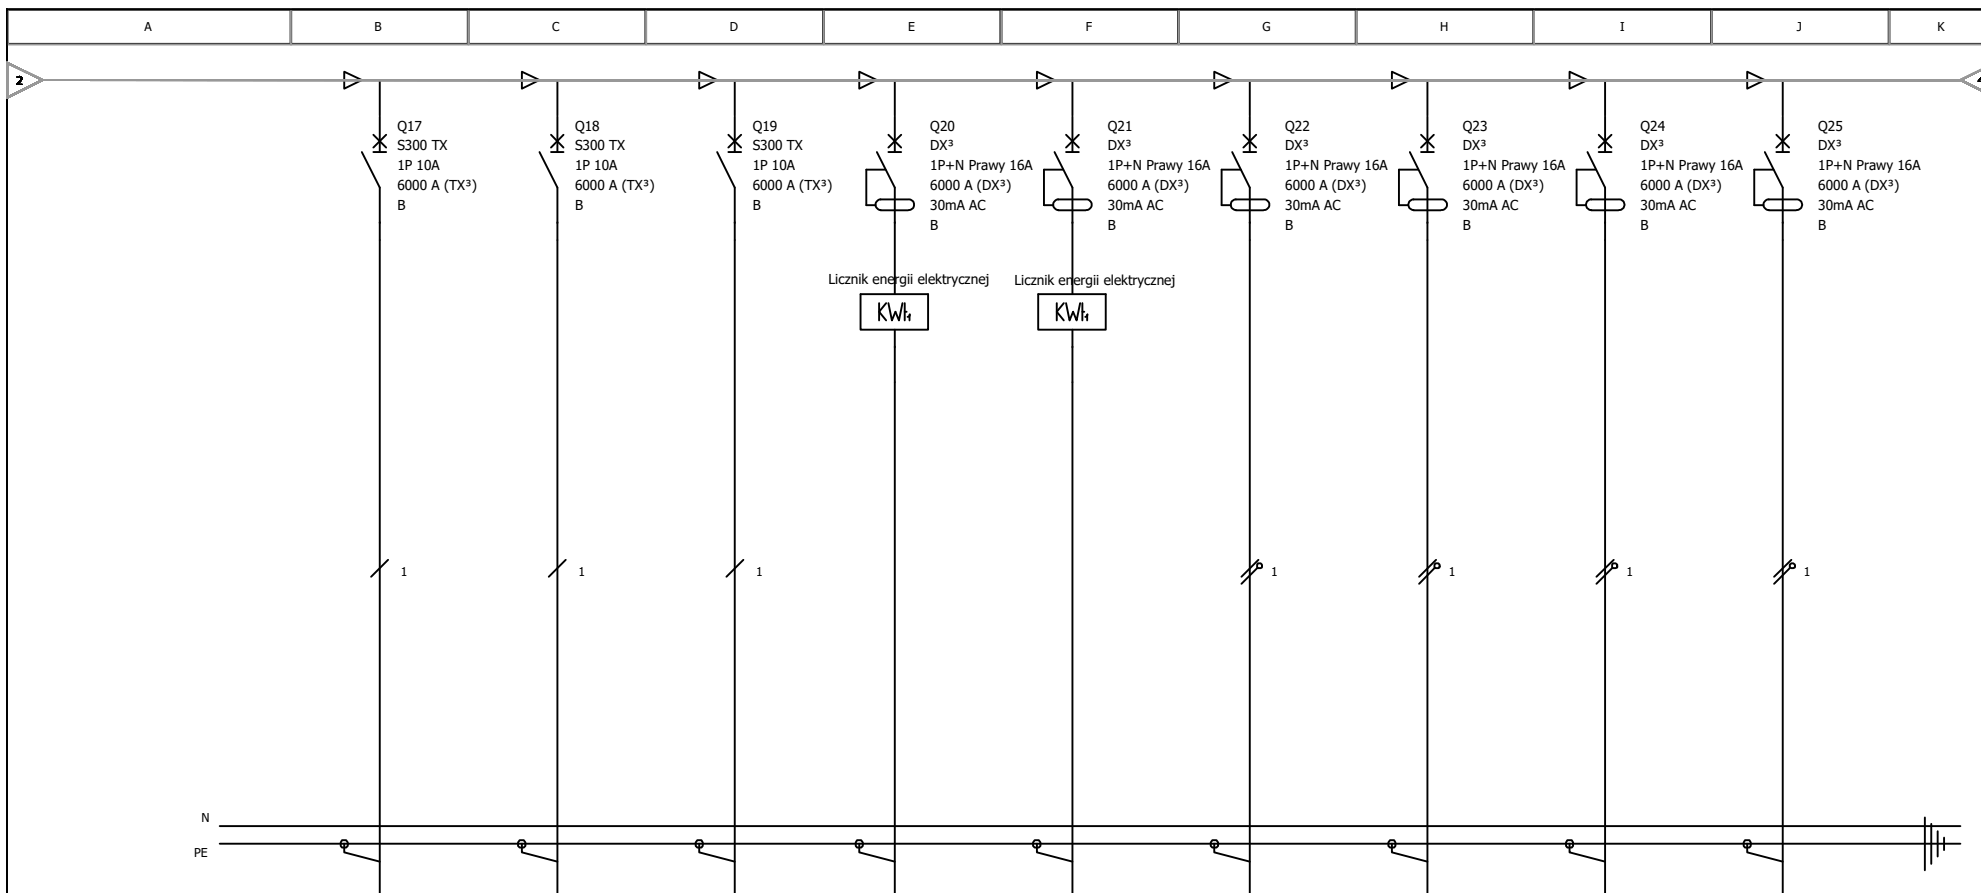 A B C D E F G H I J K
2
Q17
S300 TX
1P 10A
6000 A (TX³)
B
Q18
S300 TX
1P 10A
6000 A (TX³)
B
Q19
S300 TX
1P 10A
6000 A (TX³)
B
Q20
DX³
1P+N Prawy 16A
6000 A (DX³)
30mA AC
B
Q21
DX³
1P+N Prawy 16A
6000 A (DX³)
30mA AC
B
Q22
DX³
1P+N Prawy 16A
6000 A (DX³)
30mA AC
B
Q23
DX³
1P+N Prawy 16A
6000 A (DX³)
30mA AC
B
Q24
DX³
1P+N Prawy 16A
6000 A (DX³)
30mA AC
B
Q25
DX³
1P+N Prawy 16A
6000 A (DX³)
30mA AC
B
Licznik energii elektrycznej
KWh
Licznik energii elektrycznej
KWh
1 1 1 1 1 1 1
N
PE